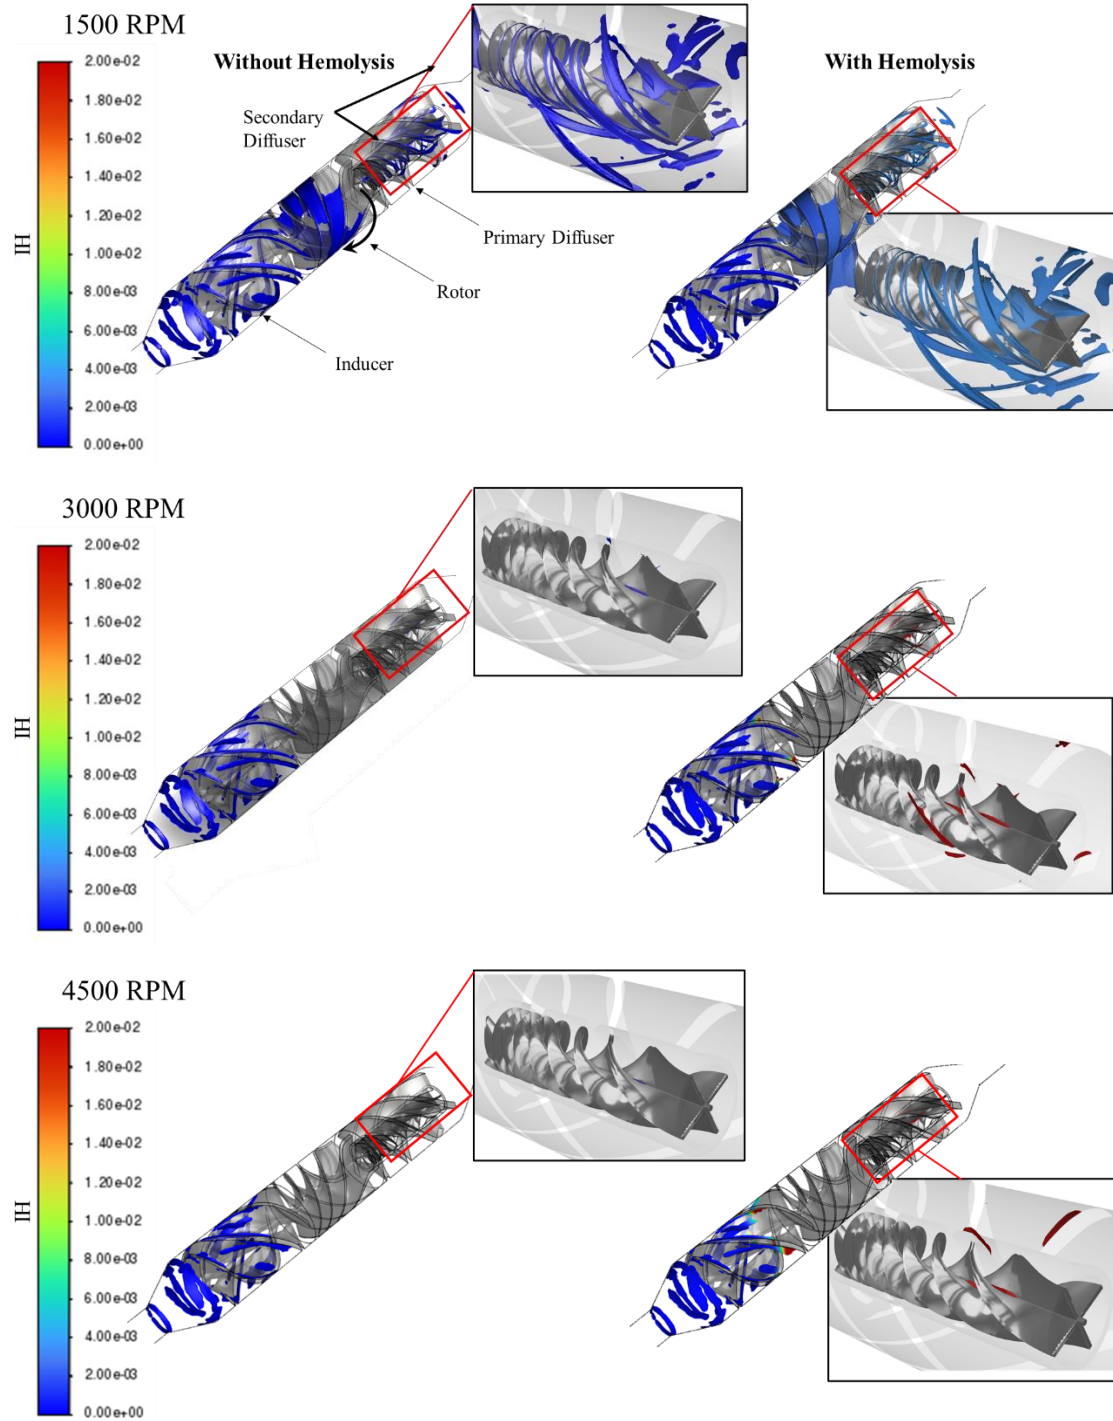 1500 RPM
Without Hemolysis
With Hemolysis
2.00e-02
1.80e-02
1.60e-02
1.40e-02
1.20e-02
1.00e-02
8.00e-03
6.00e-03
4.00e-03
2.00e-03
0.00e+00
IH
Secondary
Diffuser
Primary Diffuser
Rotor
Inducer
3000 RPM
2.00e-02
1.80e-02
1.60e-02
1.40e-02
1.20e-02
1.00e-02
8.00e-03
6.00e-03
4.00e-03
2.00e-03
0.00e+00
IH
4500 RPM
2.00e-02
1.80e-02
1.60e-02
1.40e-02
1.20e-02
1.00e-02
8.00e-03
6.00e-03
4.00e-03
2.00e-03
0.00e+00
IH